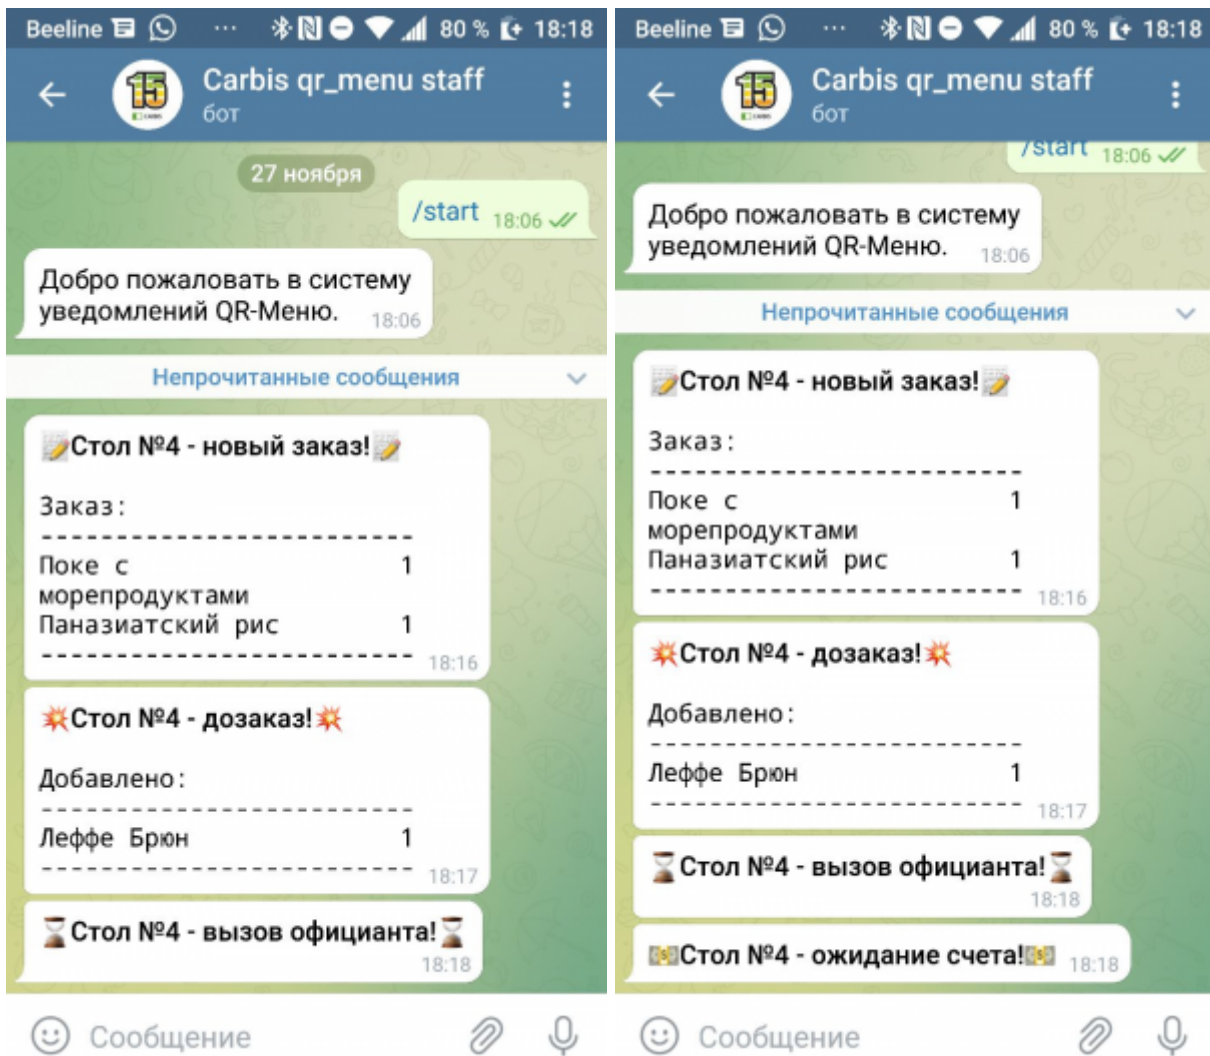 Beeline ... 80 % 18:18
15
CARBIS
Carbis qr_menu staff
бот
27 ноября
/start 18:06
Добро пожаловать в систему
уведомлений QR-Меню. 18:06
Непрочитанные сообщения
Стол №4 - новый заказ!
Заказ:
--------------------------
Поке с 1
морепродуктами
Паназиатский рис 1
-------------------------- 18:16
Стол №4 - дозаказ!
Добавлено:
--------------------------
Леффе Брюн 1
-------------------------- 18:17
Стол №4 - вызов официанта!
18:18
Сообщение
Beeline ... 80 % 18:18
15
CARBIS
Carbis qr_menu staff
бот
/start 18:06
Добро пожаловать в систему
уведомлений QR-Меню. 18:06
Непрочитанные сообщения
Стол №4 - новый заказ!
Заказ:
--------------------------
Поке с 1
морепродуктами
Паназиатский рис 1
-------------------------- 18:16
Стол №4 - дозаказ!
Добавлено:
--------------------------
Леффе Брюн 1
-------------------------- 18:17
Стол №4 - вызов официанта!
18:18
Стол №4 - ожидание счета! 18:18
Сообщение